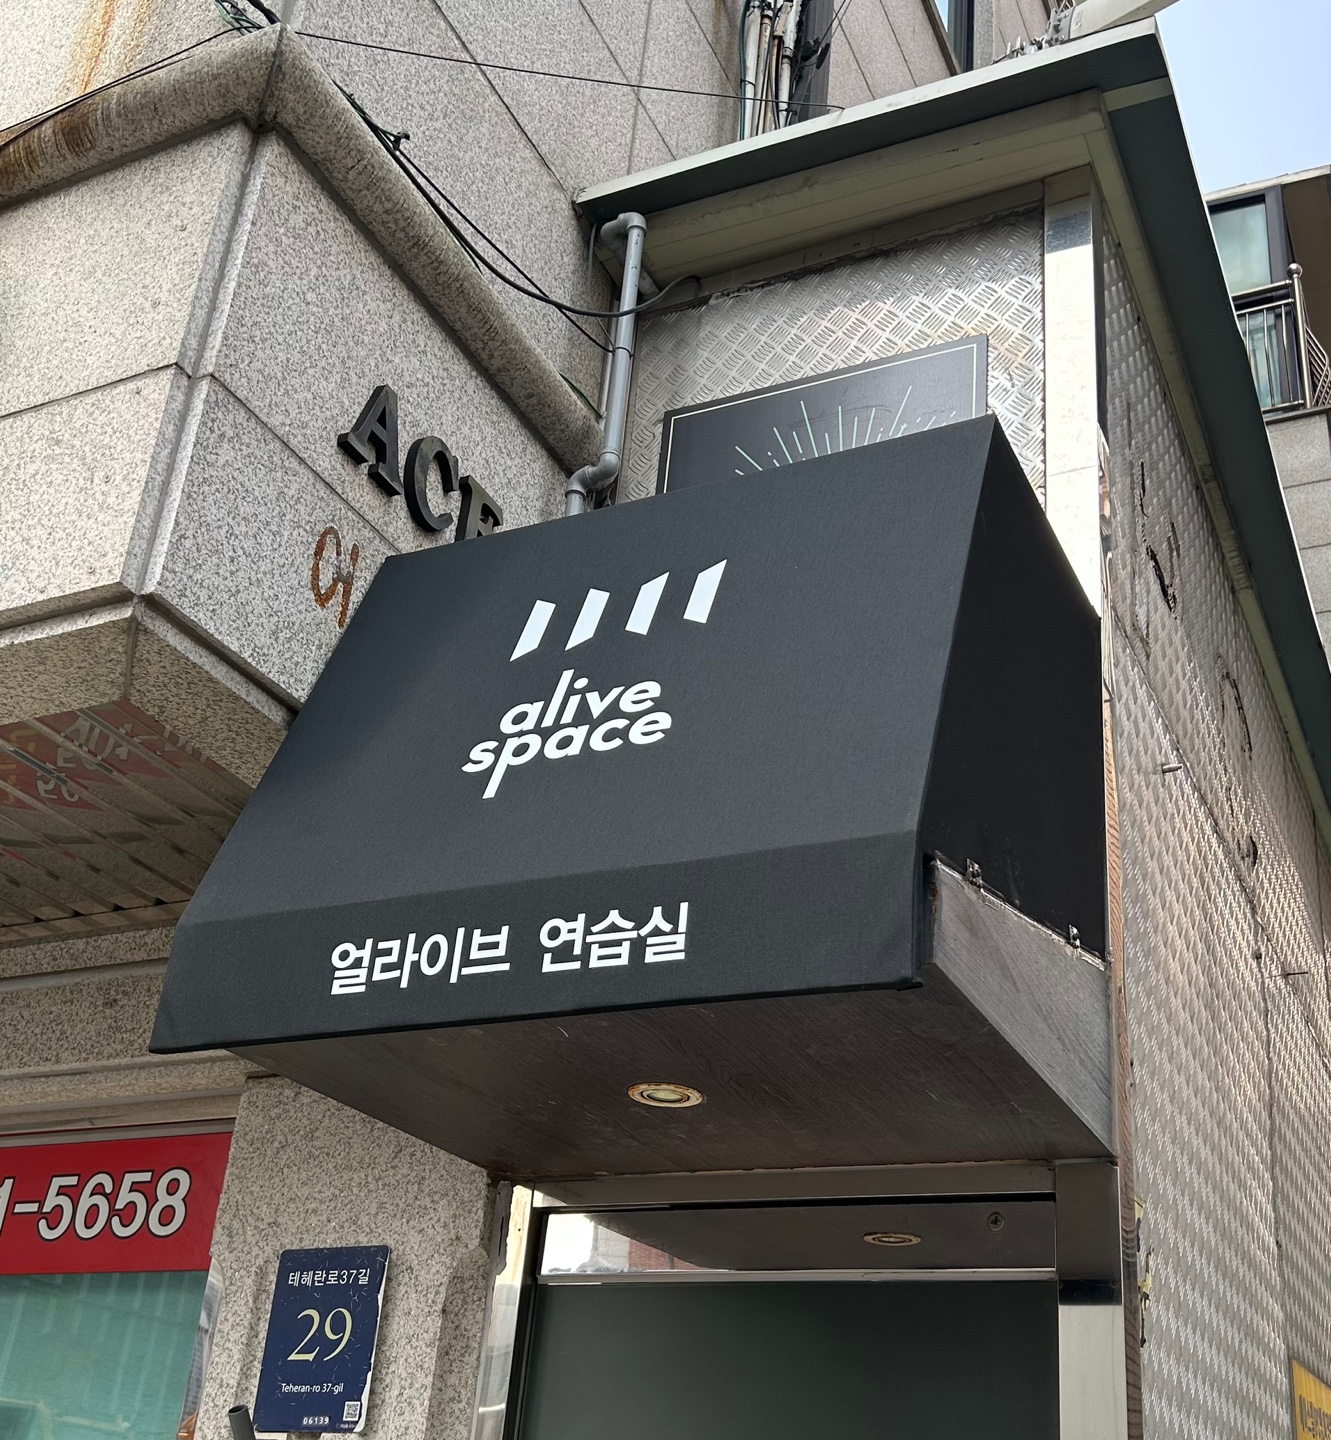 alive
space
얼라이브 연습실
-5658
테헤란로37길
29
Teheran-ro 37-gil
06139